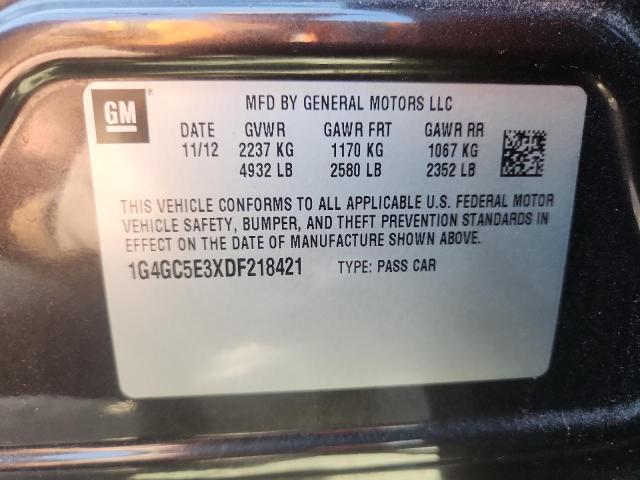 GM ®
MFD BY GENERAL MOTORS LLC
DATE GVWR GAWR FRT GAWR RR
11/12 2237 KG 1170 KG 1067 KG
4932 LB 2580 LB 2352 LB
THIS VEHICLE CONFORMS TO ALL APPLICABLE U.S. FEDERAL MOTOR
VEHICLE SAFETY, BUMPER, AND THEFT PREVENTION STANDARDS IN
EFFECT ON THE DATE OF MANUFACTURE SHOWN ABOVE.
1G4GC5E3XDF218421 TYPE: PASS CAR